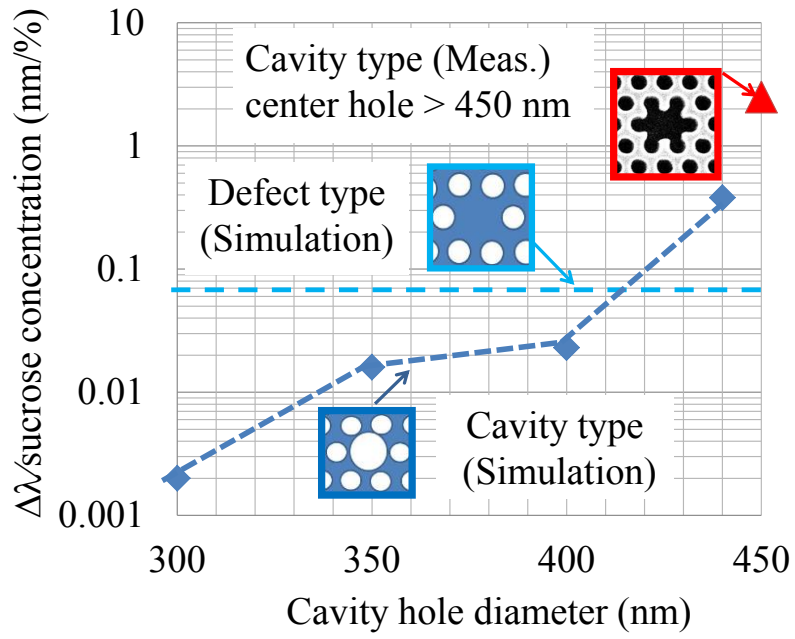 10
1
0.1
0.01
0.001
Δλ/sucrose concentration (nm/%)
Cavity type (Meas.)
center hole > 450 nm
Defect type
(Simulation)
Cavity type
(Simulation)
300
350
400
450
Cavity hole diameter (nm)